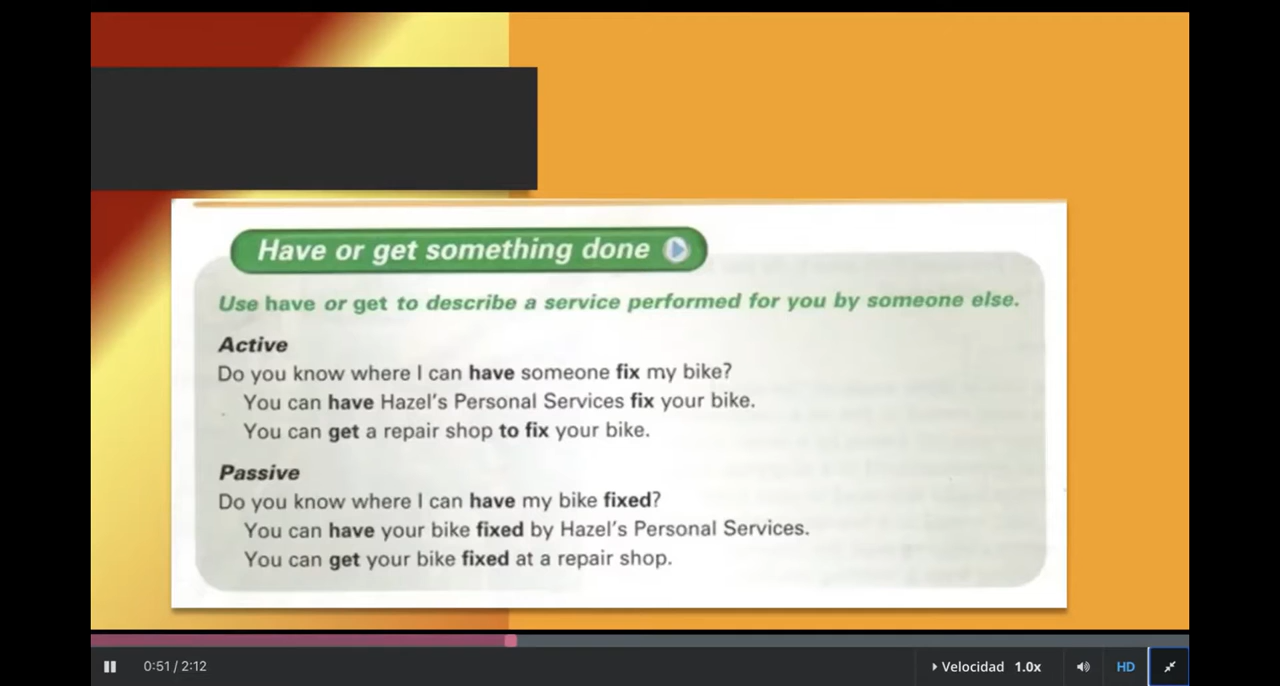 Have or get something done
Use have or get to describe a service performed for you by someone else.
Active
Do you know where I can have someone fix my bike?
You can have Hazel's Personal Services fix your bike.
You can get a repair shop to fix your bike.
Passive
Do you know where I can have my bike fixed?
You can have your bike fixed by Hazel's Personal Services.
You can get your bike fixed at a repair shop.
0:51 / 2:12
Velocidad 1.0x
HD